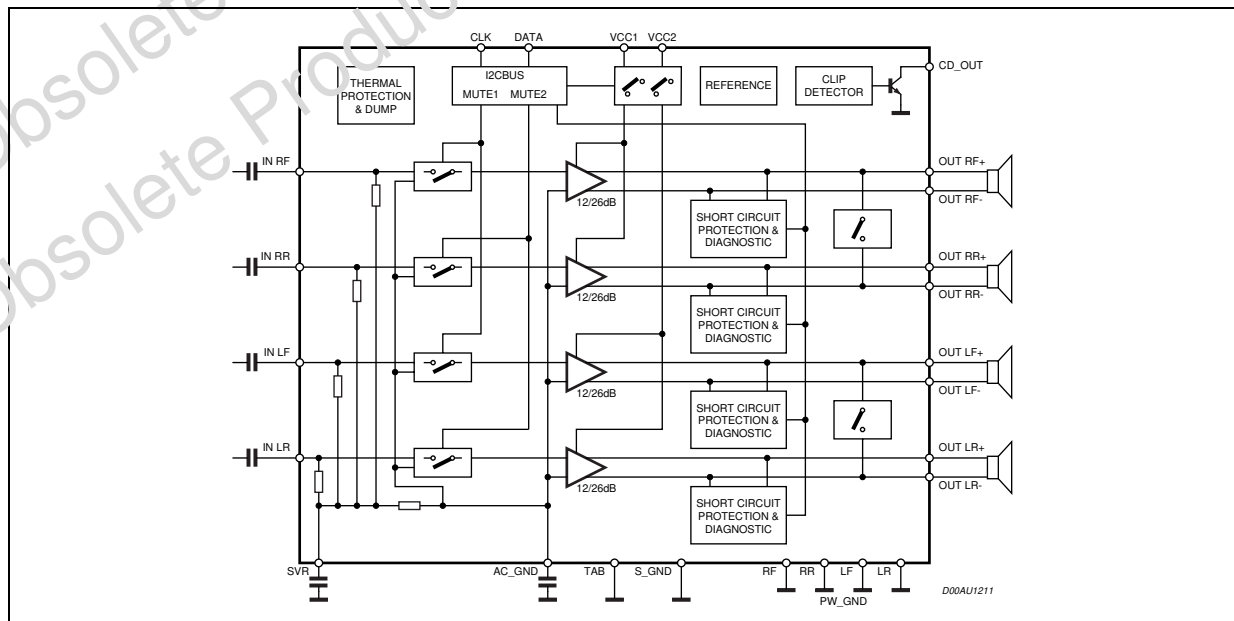 Obsolete Produc
Obsolete Produc
CLK DATA VCC1 VCC2
CD_OUT
THERMAL
PROTECTION
& DUMP
I2CBUS
MUTE1 MUTE2
REFERENCE
CLIP
DETECTOR
IN RF
12/26dB
SHORT CIRCUIT
PROTECTION &
DIAGNOSTIC
OUT RF+
OUT RF-
IN RR
12/26dB
SHORT CIRCUIT
PROTECTION &
DIAGNOSTIC
OUT RR+
OUT RR-
IN LF
12/26dB
SHORT CIRCUIT
PROTECTION &
DIAGNOSTIC
OUT LF+
OUT LF-
IN LR
12/26dB
SHORT CIRCUIT
PROTECTION &
DIAGNOSTIC
OUT LR+
OUT LR-
SVR AC_GND TAB S_GND RF RR LF LR
PW_GND
D00AU1211